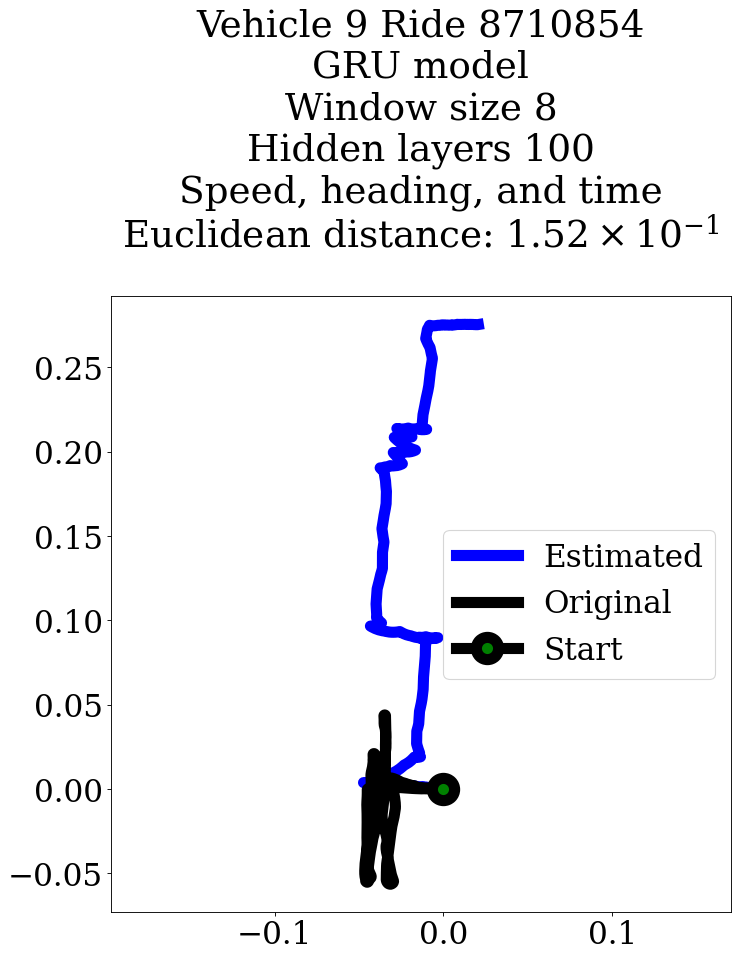 Vehicle 9 Ride 8710854
GRU model
Window size 8
Hidden layers 100
Speed, heading, and time
Euclidean distance: 1.52 × 10⁻¹
0.25
0.20
0.15
0.10
0.05
0.00
−0.05
Estimated
Original
Start
−0.1
0.0
0.1